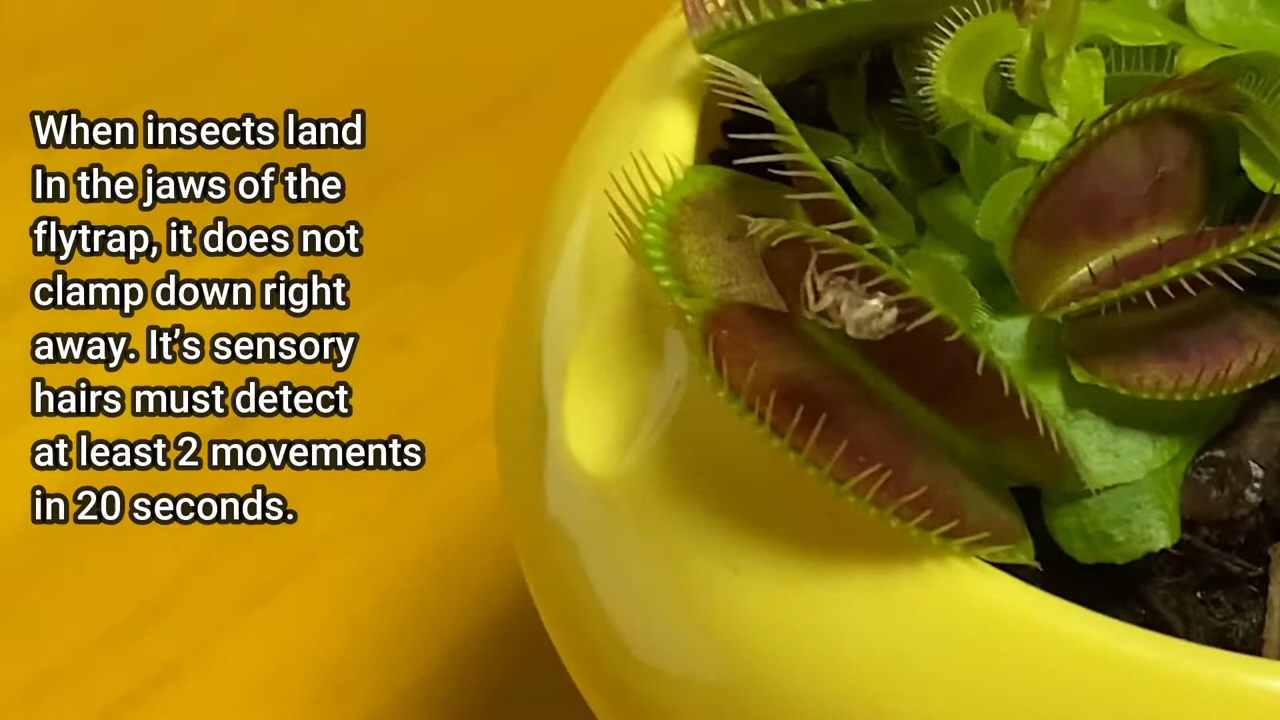 When insects land
In the jaws of the
flytrap, it does not
clamp down right
away. It’s sensory
hairs must detect
at least 2 movements
in 20 seconds.